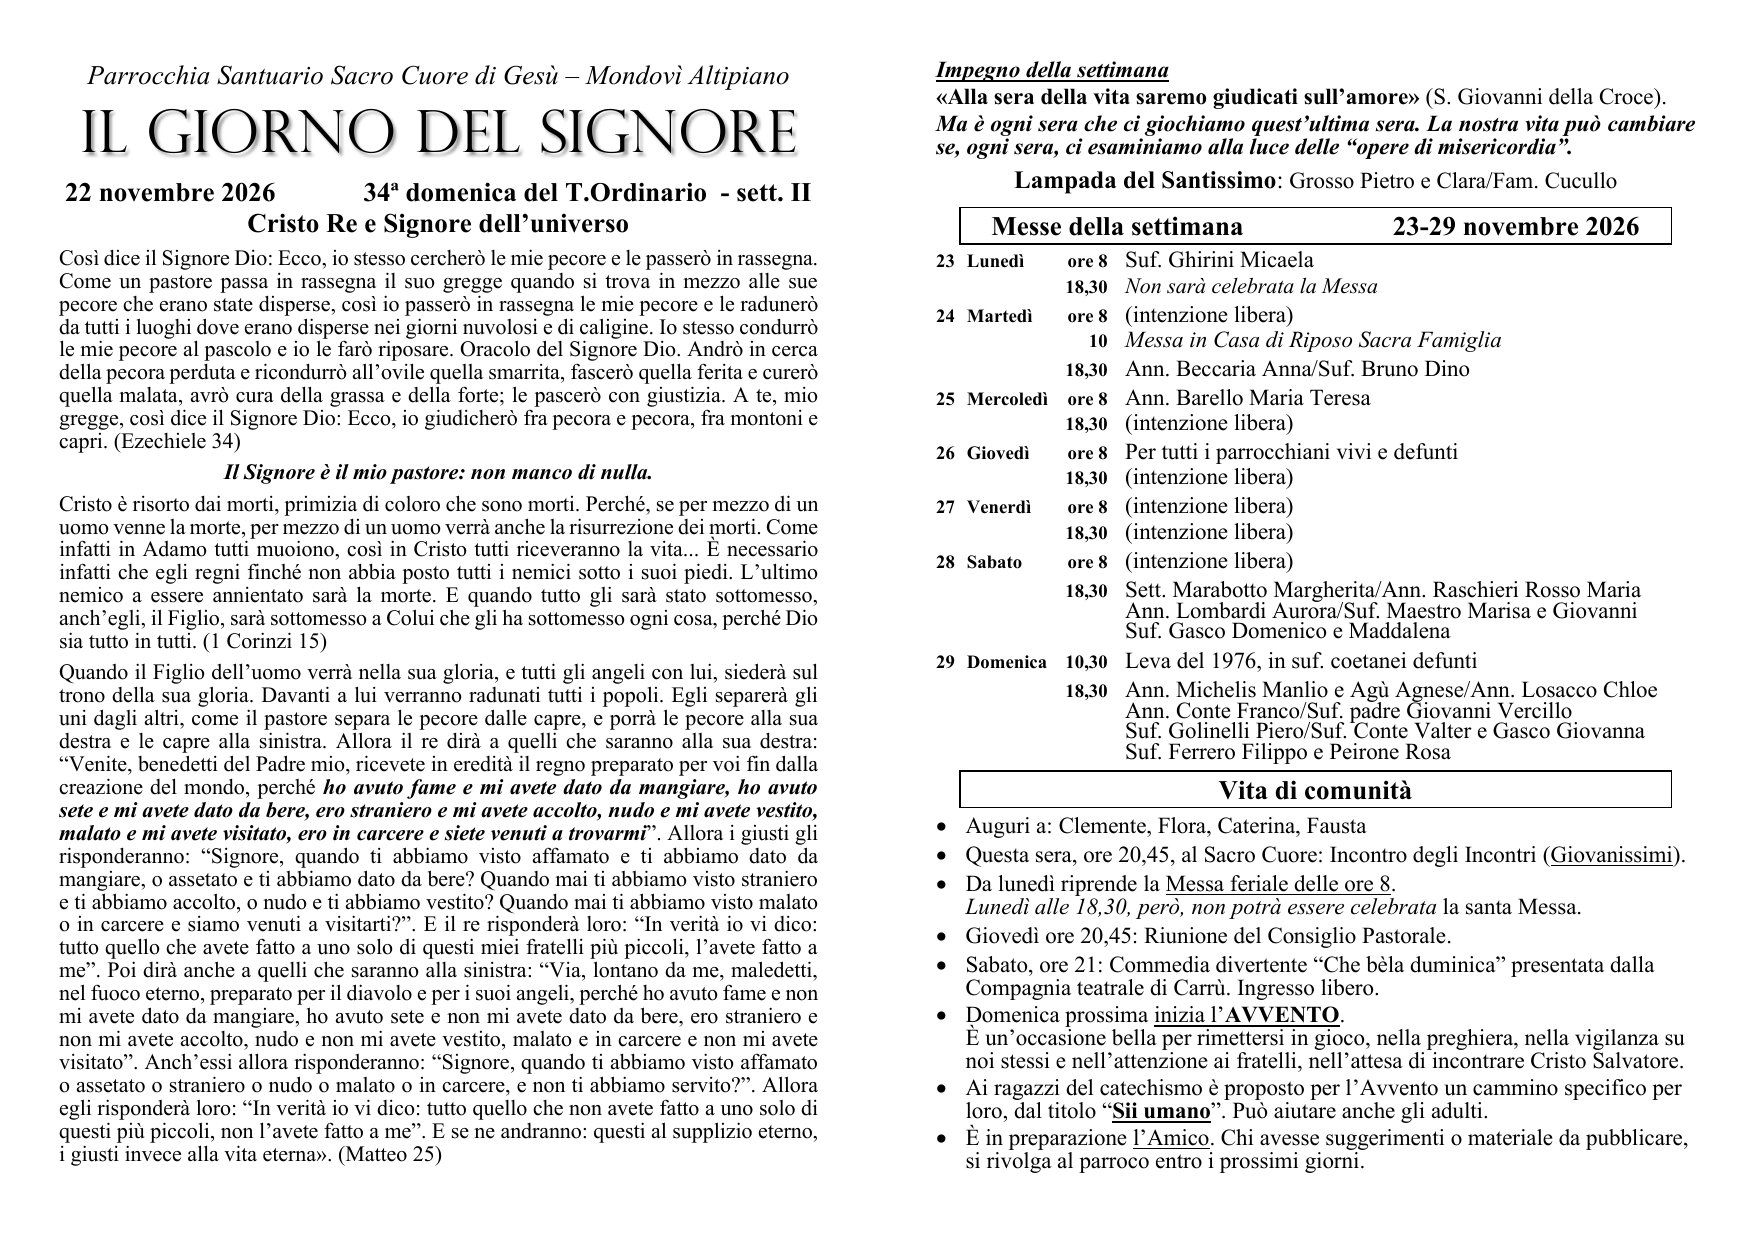 Parrocchia Santuario Sacro Cuore di Gesù – Mondovì Altipiano
IL GIORNO DEL SIGNORE
22 novembre 2026 34ª domenica del T.Ordinario - sett. II
Cristo Re e Signore dell’universo
Così dice il Signore Dio: Ecco, io stesso cercherò le mie pecore e le passerò in rassegna.
Come un pastore passa in rassegna il suo gregge quando si trova in mezzo alle sue
pecore che erano state disperse, così io passerò in rassegna le mie pecore e le radunerò
da tutti i luoghi dove erano disperse nei giorni nuvolosi e di caligine. Io stesso condurrò
le mie pecore al pascolo e io le farò riposare. Oracolo del Signore Dio. Andrò in cerca
della pecora perduta e ricondurrò all’ovile quella smarrita, fascerò quella ferita e curerò
quella malata, avrò cura della grassa e della forte; le pascerò con giustizia. A te, mio
gregge, così dice il Signore Dio: Ecco, io giudicherò fra pecora e pecora, fra montoni e
capri. (Ezechiele 34)
Il Signore è il mio pastore: non manco di nulla.
Cristo è risorto dai morti, primizia di coloro che sono morti. Perché, se per mezzo di un
uomo venne la morte, per mezzo di un uomo verrà anche la risurrezione dei morti. Come
infatti in Adamo tutti muoiono, così in Cristo tutti riceveranno la vita... È necessario
infatti che egli regni finché non abbia posto tutti i nemici sotto i suoi piedi. L’ultimo
nemico a essere annientato sarà la morte. E quando tutto gli sarà stato sottomesso,
anch’egli, il Figlio, sarà sottomesso a Colui che gli ha sottomesso ogni cosa, perché Dio
sia tutto in tutti. (1 Corinzi 15)
Quando il Figlio dell’uomo verrà nella sua gloria, e tutti gli angeli con lui, siederà sul
trono della sua gloria. Davanti a lui verranno radunati tutti i popoli. Egli separerà gli
uni dagli altri, come il pastore separa le pecore dalle capre, e porrà le pecore alla sua
destra e le capre alla sinistra. Allora il re dirà a quelli che saranno alla sua destra:
“Venite, benedetti del Padre mio, ricevete in eredità il regno preparato per voi fin dalla
creazione del mondo, perché ho avuto fame e mi avete dato da mangiare, ho avuto
sete e mi avete dato da bere, ero straniero e mi avete accolto, nudo e mi avete vestito,
malato e mi avete visitato, ero in carcere e siete venuti a trovarmi”. Allora i giusti gli
risponderanno: “Signore, quando ti abbiamo visto affamato e ti abbiamo dato da
mangiare, o assetato e ti abbiamo dato da bere? Quando mai ti abbiamo visto straniero
e ti abbiamo accolto, o nudo e ti abbiamo vestito? Quando mai ti abbiamo visto malato
o in carcere e siamo venuti a visitarti?”. E il re risponderà loro: “In verità io vi dico:
tutto quello che avete fatto a uno solo di questi miei fratelli più piccoli, l’avete fatto a
me”. Poi dirà anche a quelli che saranno alla sinistra: “Via, lontano da me, maledetti,
nel fuoco eterno, preparato per il diavolo e per i suoi angeli, perché ho avuto fame e non
mi avete dato da mangiare, ho avuto sete e non mi avete dato da bere, ero straniero e
non mi avete accolto, nudo e non mi avete vestito, malato e in carcere e non mi avete
visitato”. Anch’essi allora risponderanno: “Signore, quando ti abbiamo visto affamato
o assetato o straniero o nudo o malato o in carcere, e non ti abbiamo servito?”. Allora
egli risponderà loro: “In verità io vi dico: tutto quello che non avete fatto a uno solo di
questi più piccoli, non l’avete fatto a me”. E se ne andranno: questi al supplizio eterno,
i giusti invece alla vita eterna». (Matteo 25)
Impegno della settimana
«Alla sera della vita saremo giudicati sull’amore» (S. Giovanni della Croce).
Ma è ogni sera che ci giochiamo quest’ultima sera. La nostra vita può cambiare
se, ogni sera, ci esaminiamo alla luce delle “opere di misericordia”.
Lampada del Santissimo: Grosso Pietro e Clara/Fam. Cucullo
Messe della settimana 23-29 novembre 2026
23 Lunedì ore 8 Suf. Ghirini Micaela
18,30 Non sarà celebrata la Messa
24 Martedì ore 8 (intenzione libera)
10 Messa in Casa di Riposo Sacra Famiglia
18,30 Ann. Beccaria Anna/Suf. Bruno Dino
25 Mercoledì ore 8 Ann. Barello Maria Teresa
18,30 (intenzione libera)
26 Giovedì ore 8 Per tutti i parrocchiani vivi e defunti
18,30 (intenzione libera)
27 Venerdì ore 8 (intenzione libera)
18,30 (intenzione libera)
28 Sabato ore 8 (intenzione libera)
18,30 Sett. Marabotto Margherita/Ann. Raschieri Rosso Maria
Ann. Lombardi Aurora/Suf. Maestro Marisa e Giovanni
Suf. Gasco Domenico e Maddalena
29 Domenica 10,30 Leva del 1976, in suf. coetanei defunti
18,30 Ann. Michelis Manlio e Agù Agnese/Ann. Losacco Chloe
Ann. Conte Franco/Suf. padre Giovanni Vercillo
Suf. Golinelli Piero/Suf. Conte Valter e Gasco Giovanna
Suf. Ferrero Filippo e Peirone Rosa
Vita di comunità
• Auguri a: Clemente, Flora, Caterina, Fausta
• Questa sera, ore 20,45, al Sacro Cuore: Incontro degli Incontri (Giovanissimi).
• Da lunedì riprende la Messa feriale delle ore 8.
Lunedì alle 18,30, però, non potrà essere celebrata la santa Messa.
• Giovedì ore 20,45: Riunione del Consiglio Pastorale.
• Sabato, ore 21: Commedia divertente “Che bèla duminica” presentata dalla
Compagnia teatrale di Carrù. Ingresso libero.
• Domenica prossima inizia l’AVVENTO.
È un’occasione bella per rimettersi in gioco, nella preghiera, nella vigilanza su
noi stessi e nell’attenzione ai fratelli, nell’attesa di incontrare Cristo Salvatore.
• Ai ragazzi del catechismo è proposto per l’Avvento un cammino specifico per
loro, dal titolo “Sii umano”. Può aiutare anche gli adulti.
• È in preparazione l’Amico. Chi avesse suggerimenti o materiale da pubblicare,
si rivolga al parroco entro i prossimi giorni.